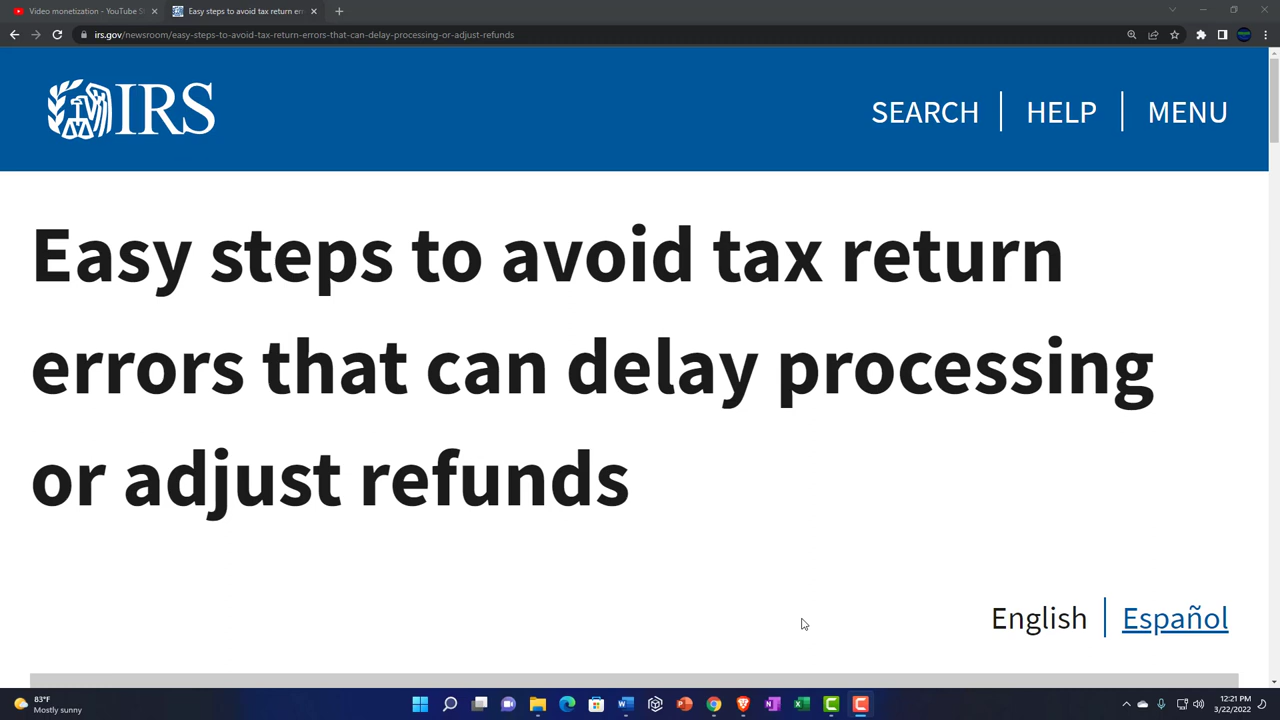 Video monetization - YouTube S
Easy steps to avoid tax return er
irs.gov/newsroom/easy-steps-to-avoid-tax-return-errors-that-can-delay-processing-or-adjust-refunds
IRS
SEARCH
HELP
MENU
Easy steps to avoid tax return
errors that can delay processing
or adjust refunds
English
Español
83°F
Mostly sunny
12:21 PM
3/22/2022